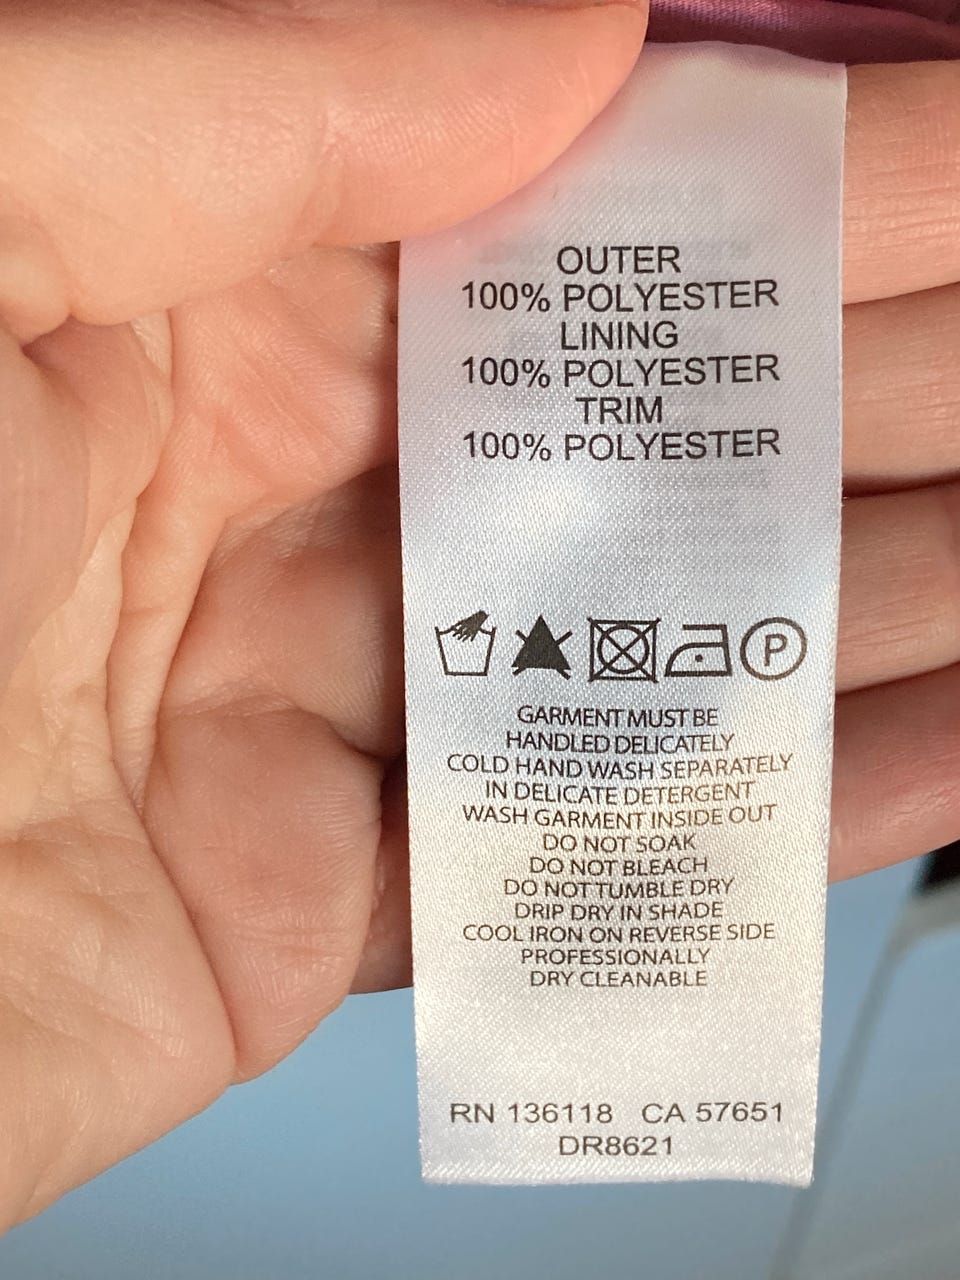 OUTER
100% POLYESTER
LINING
100% POLYESTER
TRIM
100% POLYESTER
P
GARMENT MUST BE
HANDLED DELICATELY
COLD HAND WASH SEPARATELY
IN DELICATE DETERGENT
WASH GARMENT INSIDE OUT
DO NOT SOAK
DO NOT BLEACH
DO NOT TUMBLE DRY
DRIP DRY IN SHADE
COOL IRON ON REVERSE SIDE
PROFESSIONALLY
DRY CLEANABLE
RN 136118 CA 57651
DR8621